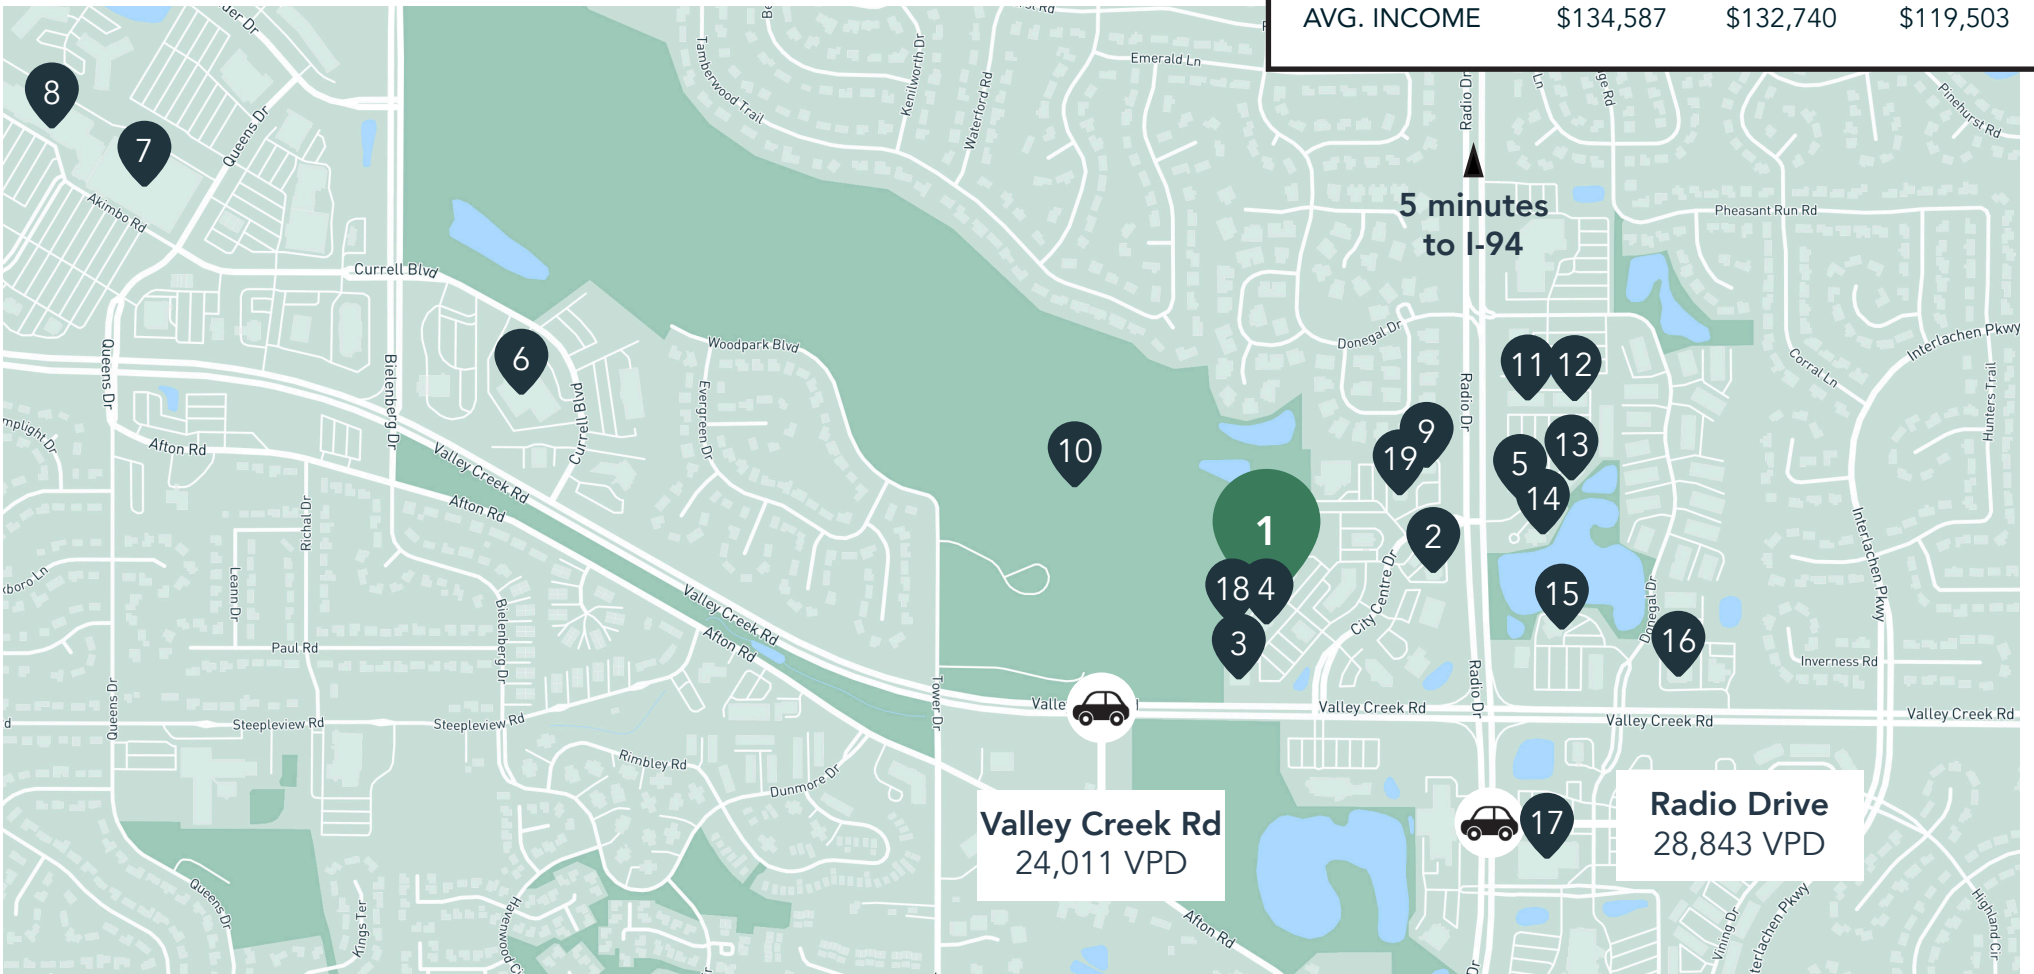 AVG. INCOME $134,587 $132,740 $119,503
Emerald Ln
Tamberwood Trail
Kenilworth Dr
Waterford Rd
Radio Dr
Ln
Pinehurst Rd
8
7
Queens Dr
Akimbo Rd
5 minutes
to I-94
Pheasant Run Rd
Currell Blvd
Donegal Dr
Interlachen Pkwy
Woodpark Blvd
6
11
12
Corral Ln
Hunters Trail
Queens Dr
Bielenberg Dr
Currell Blvd
Evergreen Dr
Radio Dr
Afton Rd
Valley Creek Rd
10
9
19
5
13
14
Afton Rd
Richal Dr
1
2
Interlachen Pkwy
Leann Dr
18
4
City Centre Dr
15
Donegal Dr
Bielenberg Dr
Valley Creek Rd
3
16
Paul Rd
Afton Rd
Inverness Rd
Queens Dr
Tower Dr
Radio Dr
Steepleview Rd
Steepleview Rd
Valle
Valley Creek Rd
Valley Creek Rd
Valley Creek Rd
Rimbley Rd
Dunmore Dr
Valley Creek Rd
24,011 VPD
17
Radio Drive
28,843 VPD
Queens Dr
Kings Ter
Afton Rd
Vining Dr
terlachen Pkwy
Highland Cir
Dr